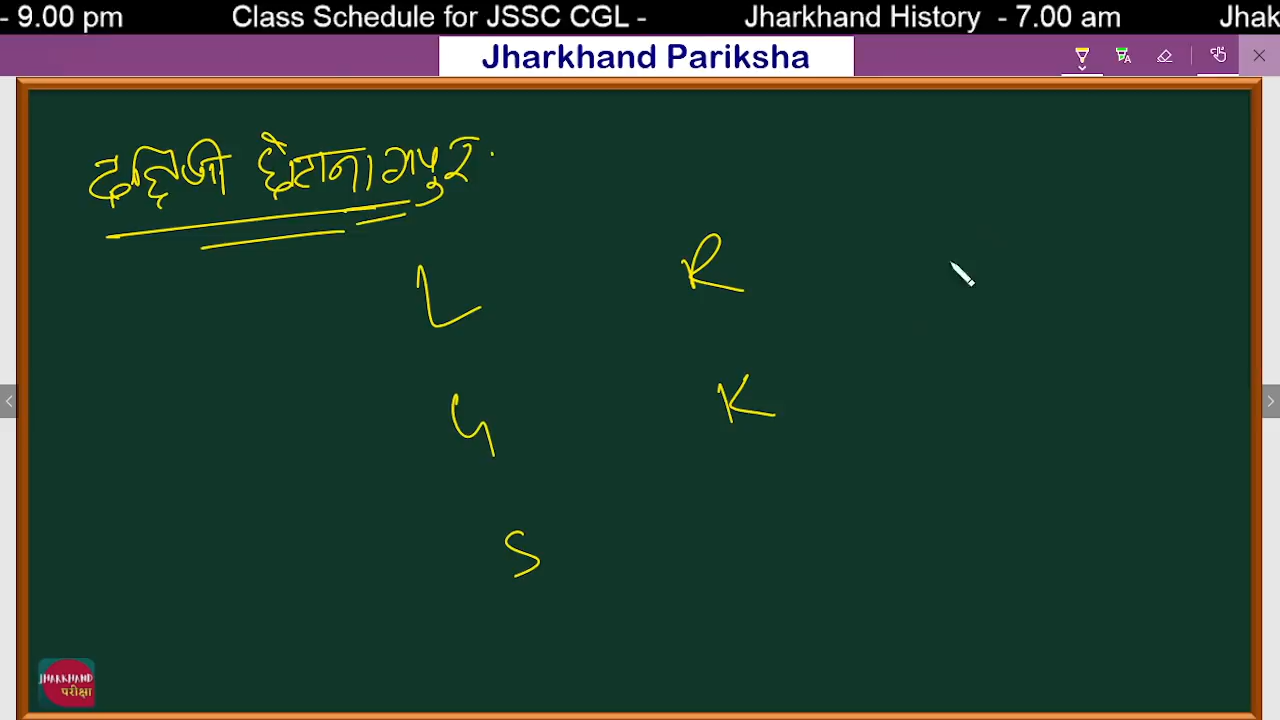 - 9.00 pm Class Schedule for JSSC CGL - Jharkhand History - 7.00 am Jhak
Jharkhand Pariksha
दक्षिणी छोटानागपुर
L R
G K
S
JHARKHAND
परीक्षा